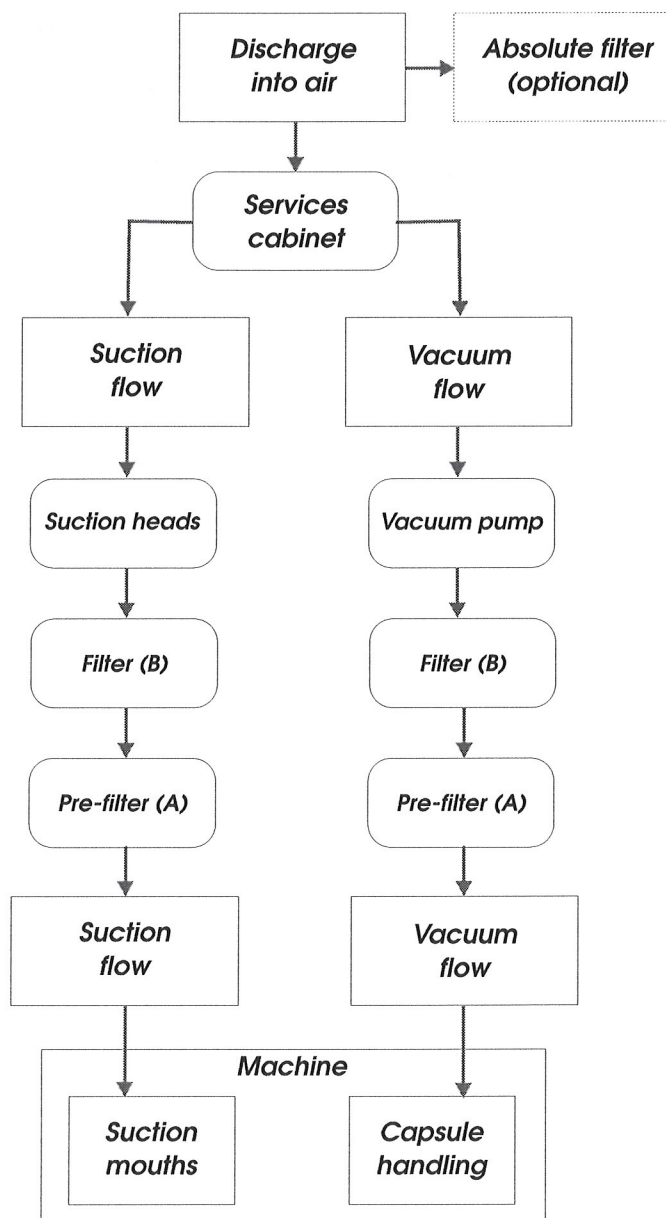 Discharge
into air
Absolute filter
(optional)
Services
cabinet
Suction
flow
Vacuum
flow
Suction heads
Vacuum pump
Filter (B)
Filter (B)
Pre-filter (A)
Pre-filter (A)
Suction
flow
Vacuum
flow
Machine
Suction
mouths
Capsule
handling